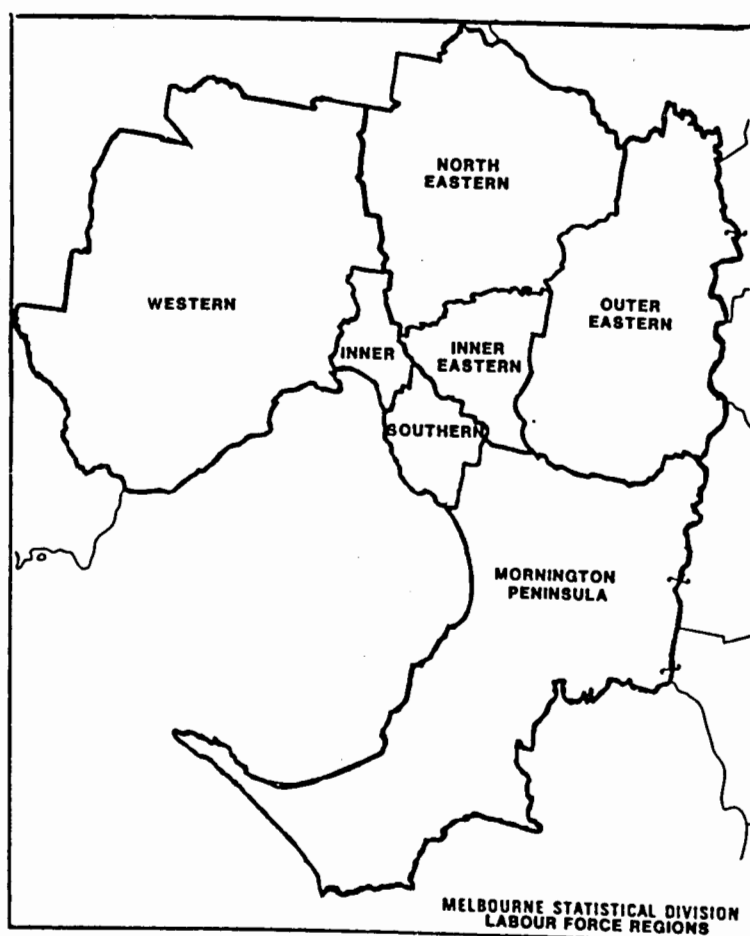 NORTH
EASTERN
WESTERN
OUTER
EASTERN
INNER
INNER
EASTERN
SOUTHERN
MORNINGTON
PENINSULA
MELBOURNE STATISTICAL DIVISION
LABOUR FORCE REGIONS